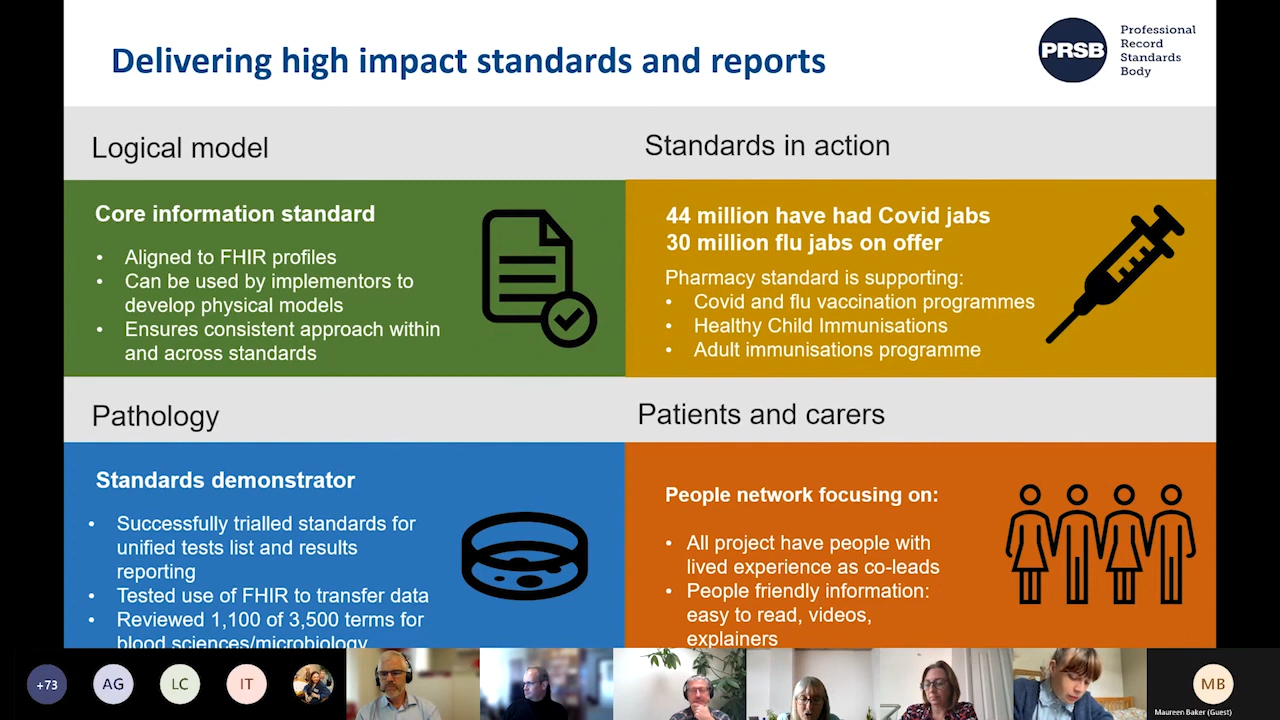 Delivering high impact standards and reports
PRSB
Professional
Record
Standards
Body
Logical model
Standards in action
Core information standard
• Aligned to FHIR profiles
• Can be used by implementors to
develop physical models
• Ensures consistent approach within
and across standards
44 million have had Covid jabs
30 million flu jabs on offer
Pharmacy standard is supporting:
• Covid and flu vaccination programmes
• Healthy Child Immunisations
• Adult immunisations programme
Pathology
Patients and carers
Standards demonstrator
• Successfully trialled standards for
unified tests list and results
reporting
• Tested use of FHIR to transfer data
• Reviewed 1,100 of 3,500 terms for
blood sciences/microbiology
People network focusing on:
• All project have people with
lived experience as co-leads
• People friendly information:
easy to read, videos,
explainers
+73
AG
LC
IT
MB
Maureen Baker (Guest)